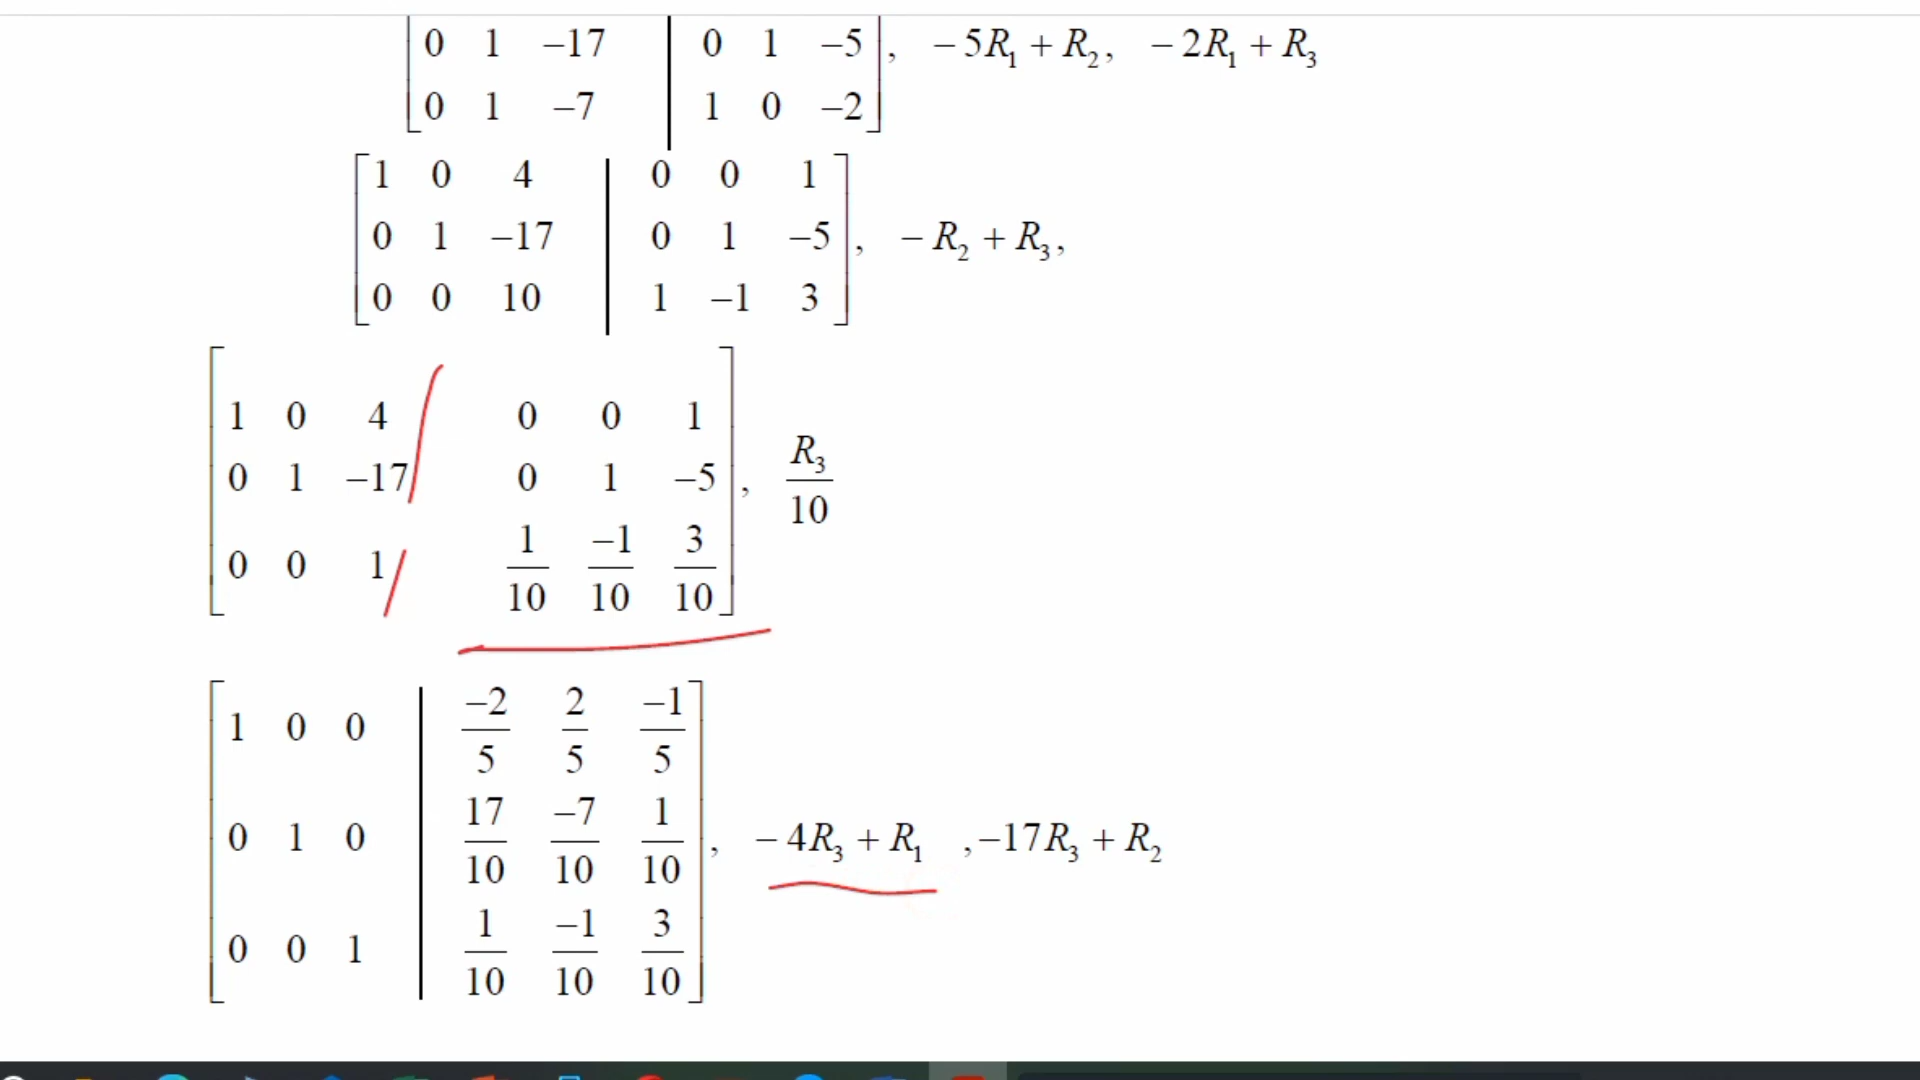 0 1 −17 | 0 1 −5 , −5R₁ + R₂, −2R₁ + R₃
0 1 −7 | 1 0 −2
1 0 4 | 0 0 1
0 1 −17 | 0 1 −5 , −R₂ + R₃,
0 0 10 | 1 −1 3
1 0 4 0 0 1
0 1 −17 0 1 −5 , R₃/10
0 0 1 1/10 −1/10 3/10
1 0 0 | −2/5 2/5 −1/5
0 1 0 | 17/10 −7/10 1/10 , −4R₃ + R₁ ,−17R₃ + R₂
0 0 1 | 1/10 −1/10 3/10